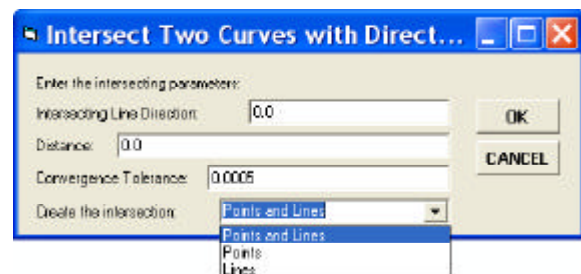 Intersect Two Curves with Direct...
Enter the intersecting parameters:
Intersecting Line Direction: 0.0
OK
Distance: 0.0
CANCEL
Convergence Tolerance: 0.0005
Create the intersection: Points and Lines
Points and Lines
Points
Lines